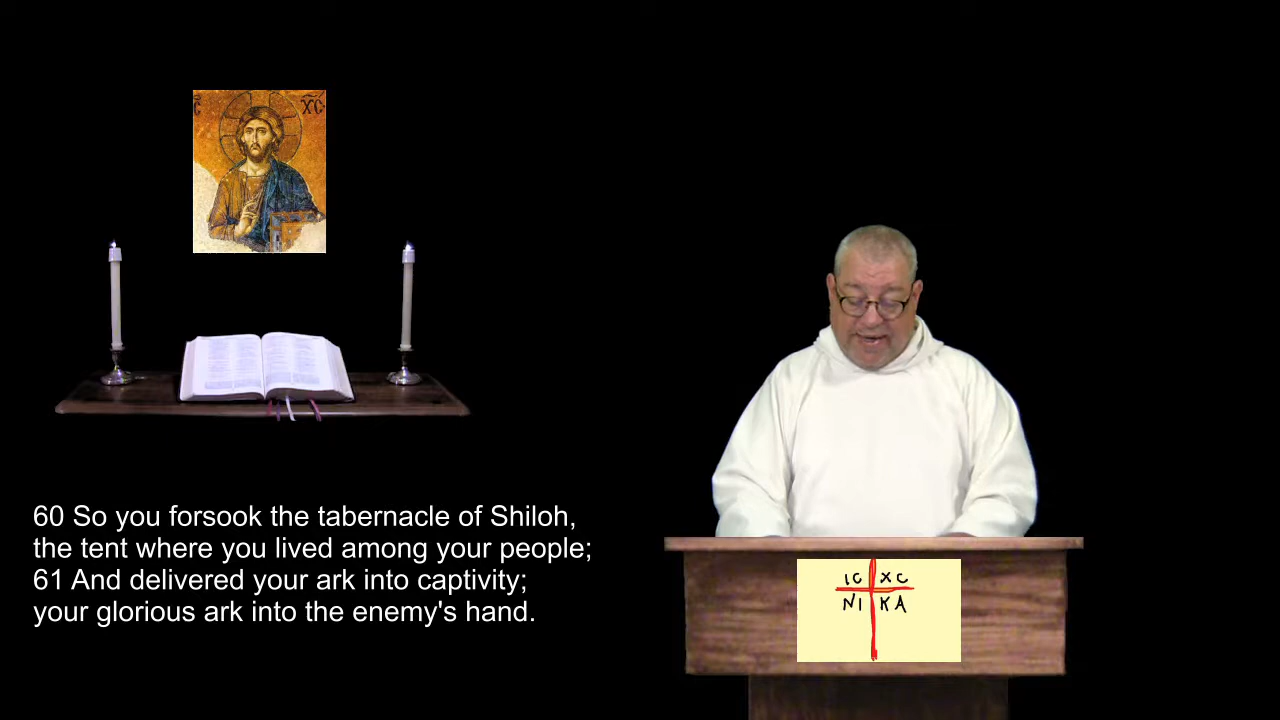 ΧC
60 So you forsook the tabernacle of Shiloh,
the tent where you lived among your people;
61 And delivered your ark into captivity;
your glorious ark into the enemy's hand.
IC XC
NI KA